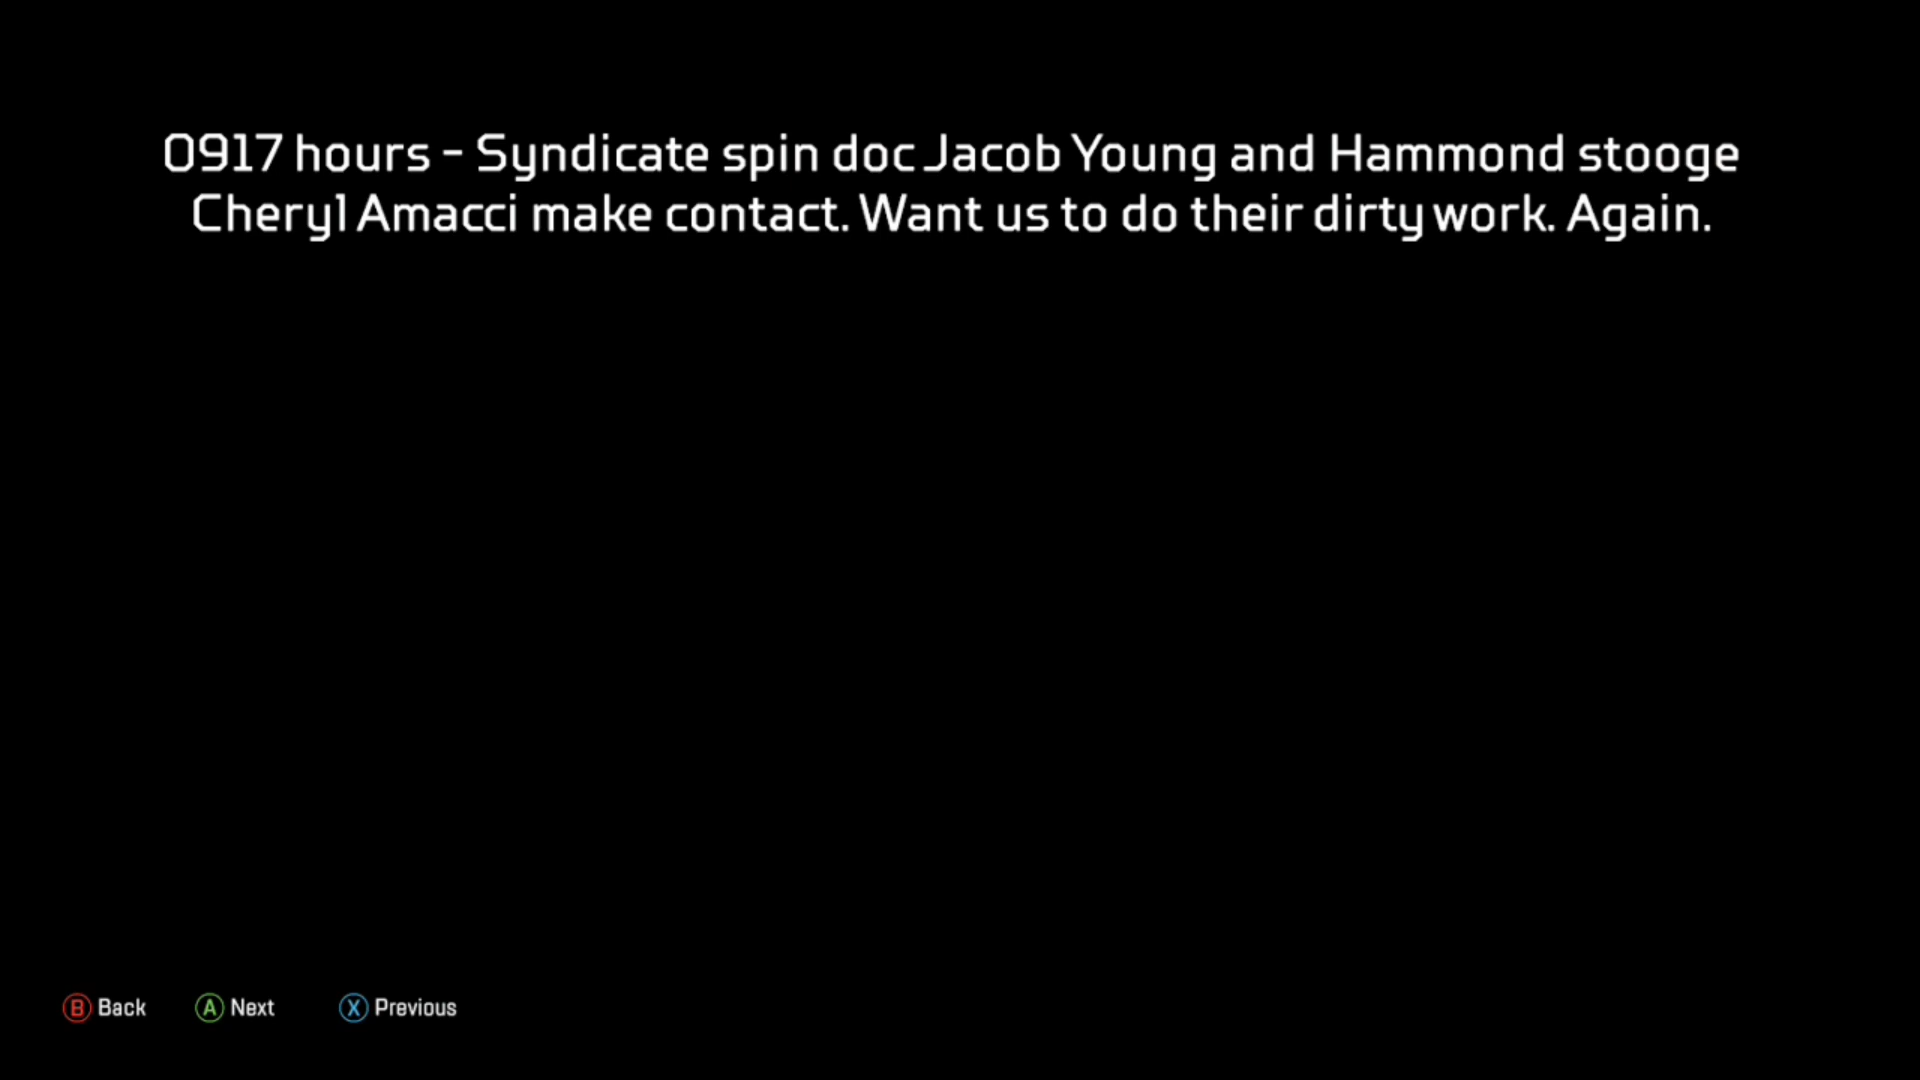 0917 hours - Syndicate spin doc Jacob Young and Hammond stooge
Cheryl Amacci make contact. Want us to do their dirty work. Again.
B Back A Next X Previous